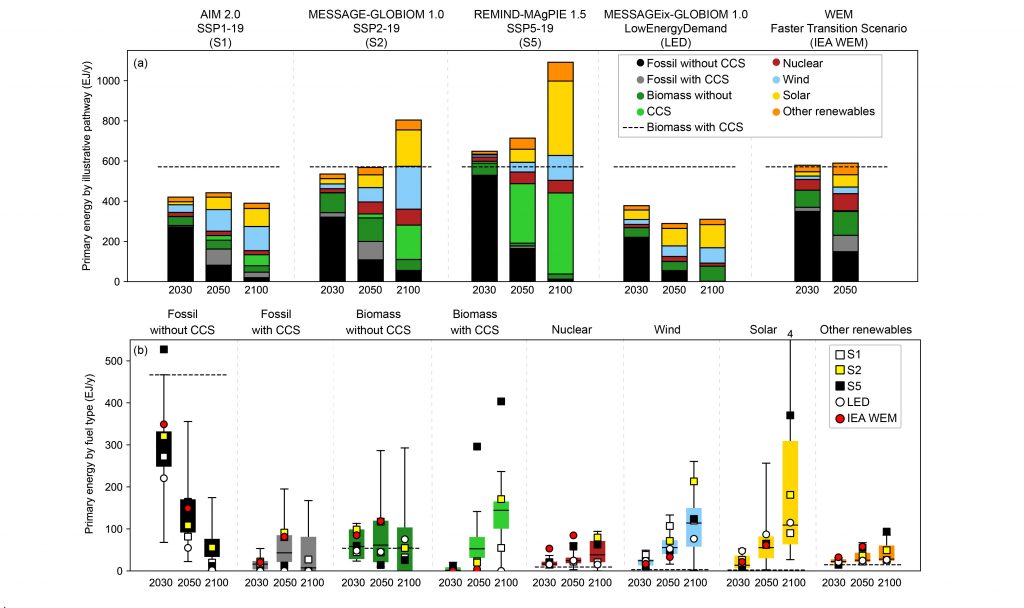 AIM 2.0
SSP1-19
(S1)
MESSAGE-GLOBIOM 1.0
SSP2-19
(S2)
REMIND-MAgPIE 1.5
SSP5-19
(S5)
MESSAGEix-GLOBIOM 1.0
LowEnergyDemand
(LED)
WEM
Faster Transition Scenario
(IEA WEM)
(a)
Primary energy by illustrative pathway (EJ/y)
1000
800
600
400
200
0
Fossil without CCS
Fossil with CCS
Biomass without
CCS
Biomass with CCS
Nuclear
Wind
Solar
Other renewables
2030 2050 2100
2030 2050 2100
2030 2050 2100
2030 2050 2100
2030 2050
Fossil
without CCS
Fossil
with CCS
Biomass
without CCS
Biomass
with CCS
Nuclear
Wind
Solar
Other renewables
4
(b)
Primary energy by fuel type (EJ/y)
500
400
300
200
100
0
S1
S2
S5
LED
IEA WEM
2030 2050 2100
2030 2050 2100
2030 2050 2100
2030 2050 2100
2030 2050 2100
2030 2050 2100
2030 2050 2100
2030 2050 2100